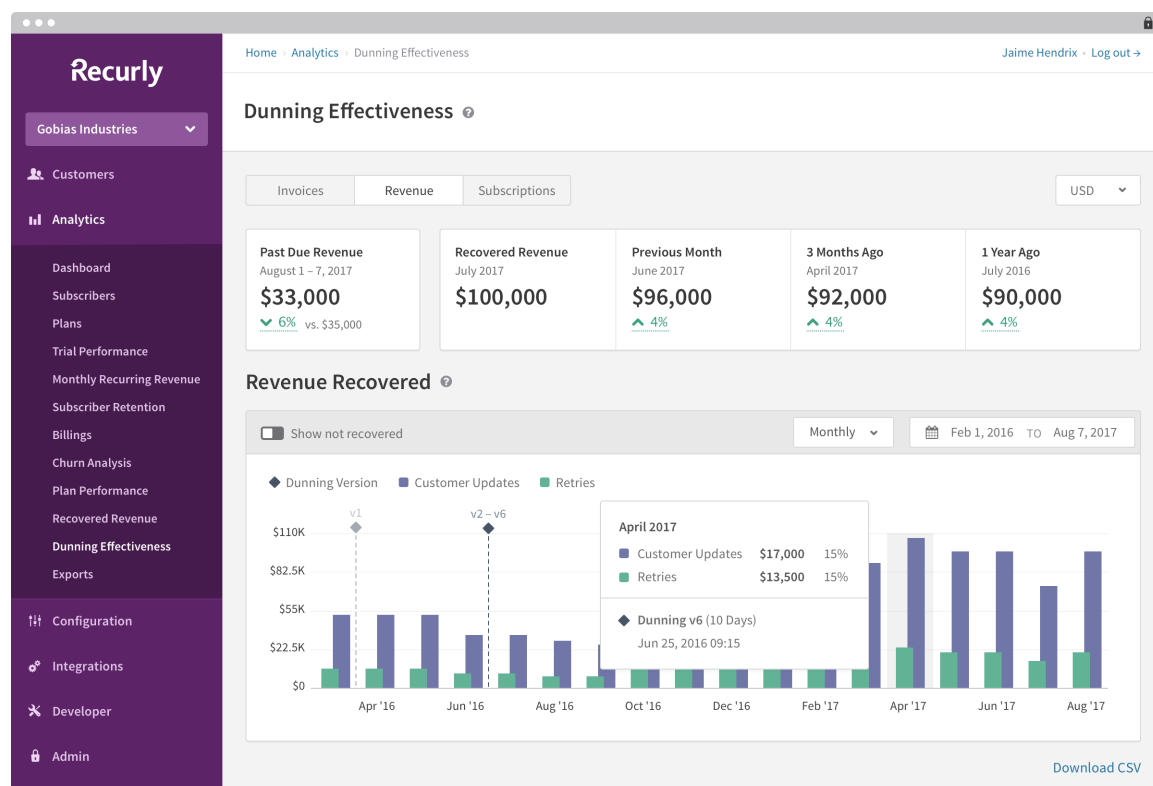 Recurly
Gobias Industries
Customers
Analytics
Dashboard
Subscribers
Plans
Trial Performance
Monthly Recurring Revenue
Subscriber Retention
Billings
Churn Analysis
Plan Performance
Recovered Revenue
Dunning Effectiveness
Exports
Configuration
Integrations
Developer
Admin
Home › Analytics › Dunning Effectiveness
Jaime Hendrix • Log out →
Dunning Effectiveness ?
Invoices Revenue Subscriptions
USD
Past Due Revenue
August 1 – 7, 2017
$33,000
6% vs. $35,000
Recovered Revenue
July 2017
$100,000
Previous Month
June 2017
$96,000
4%
3 Months Ago
April 2017
$92,000
4%
1 Year Ago
July 2016
$90,000
4%
Revenue Recovered ?
Show not recovered
Monthly
Feb 1, 2016 TO Aug 7, 2017
Dunning Version Customer Updates Retries
v1
v2 – v6
$110K
$82.5K
$55K
$22.5K
$0
April 2017
Customer Updates $17,000 15%
Retries $13,500 15%
Dunning v6 (10 Days)
Jun 25, 2016 09:15
Apr '16 Jun '16 Aug '16 Oct '16 Dec '16 Feb '17 Apr '17 Jun '17 Aug '17
Download CSV